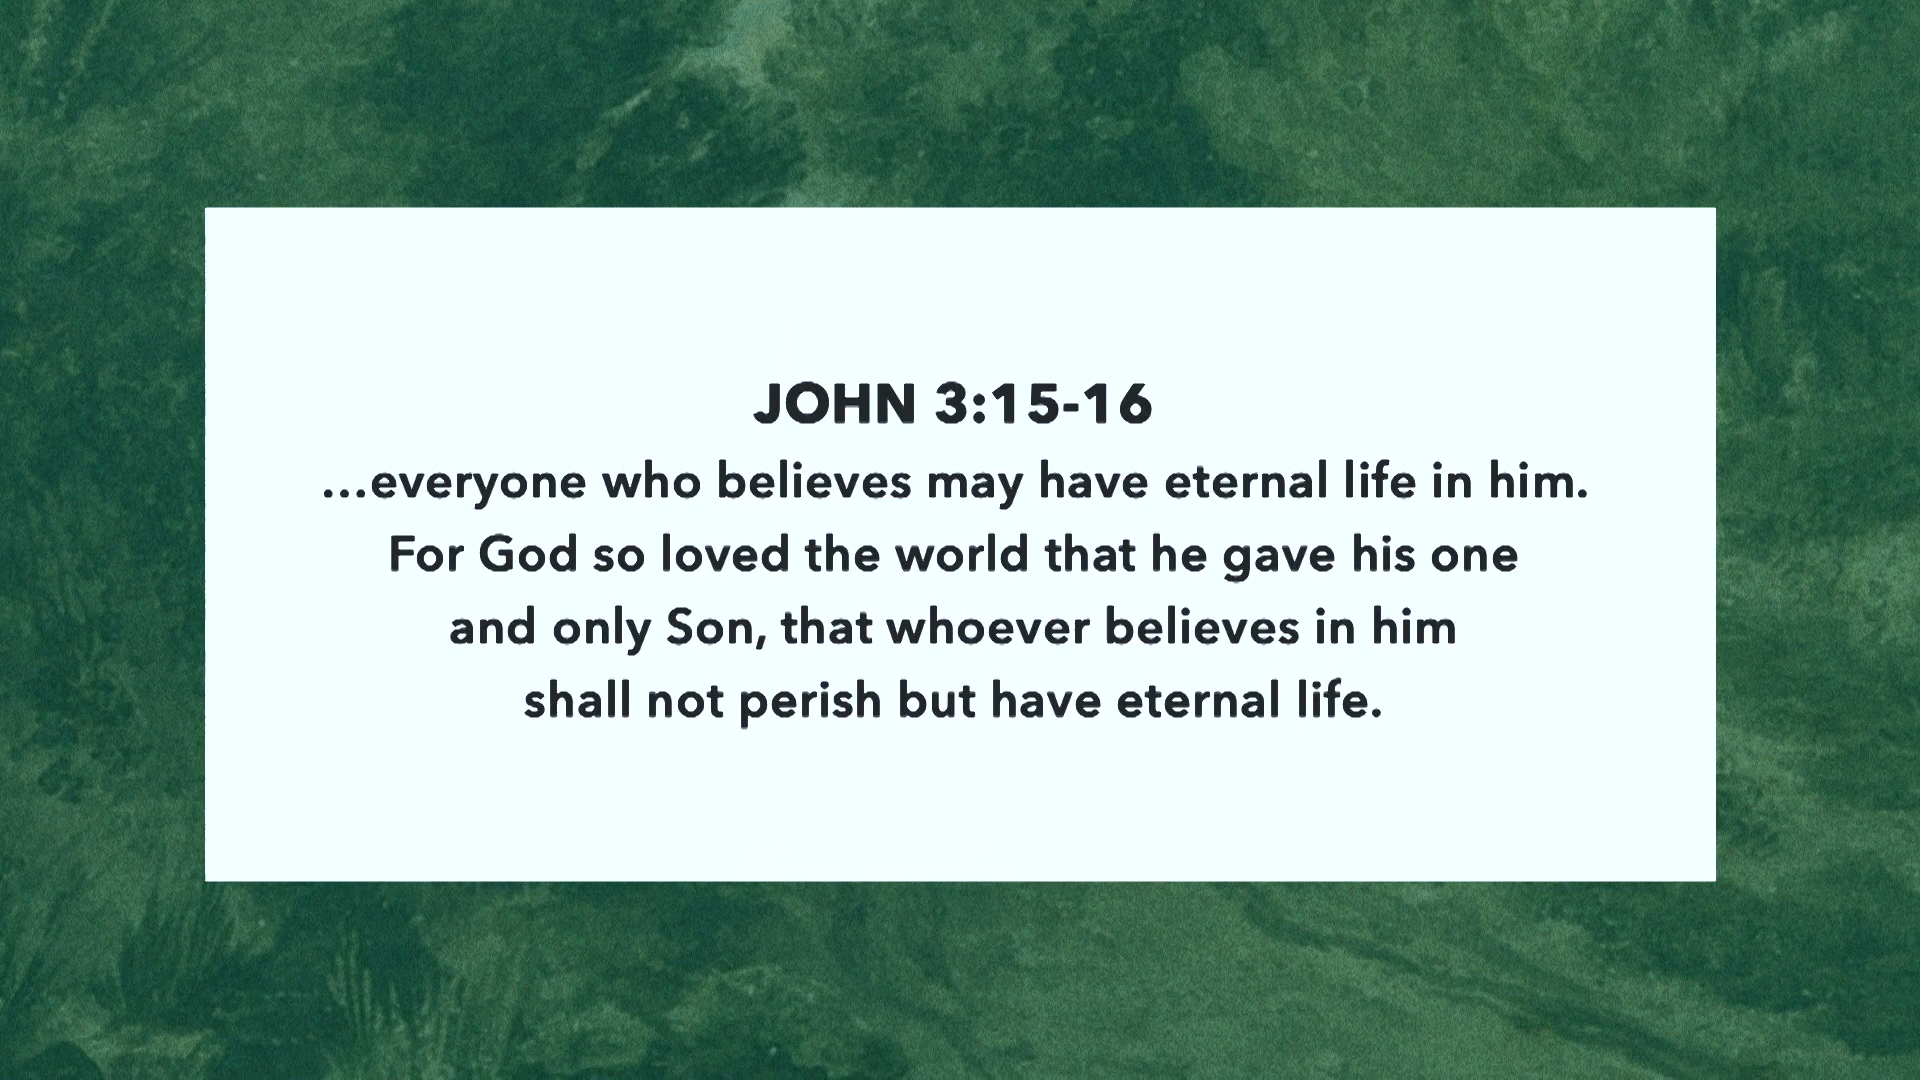 JOHN 3:15-16
...everyone who believes may have eternal life in him.
For God so loved the world that he gave his one
and only Son, that whoever believes in him
shall not perish but have eternal life.